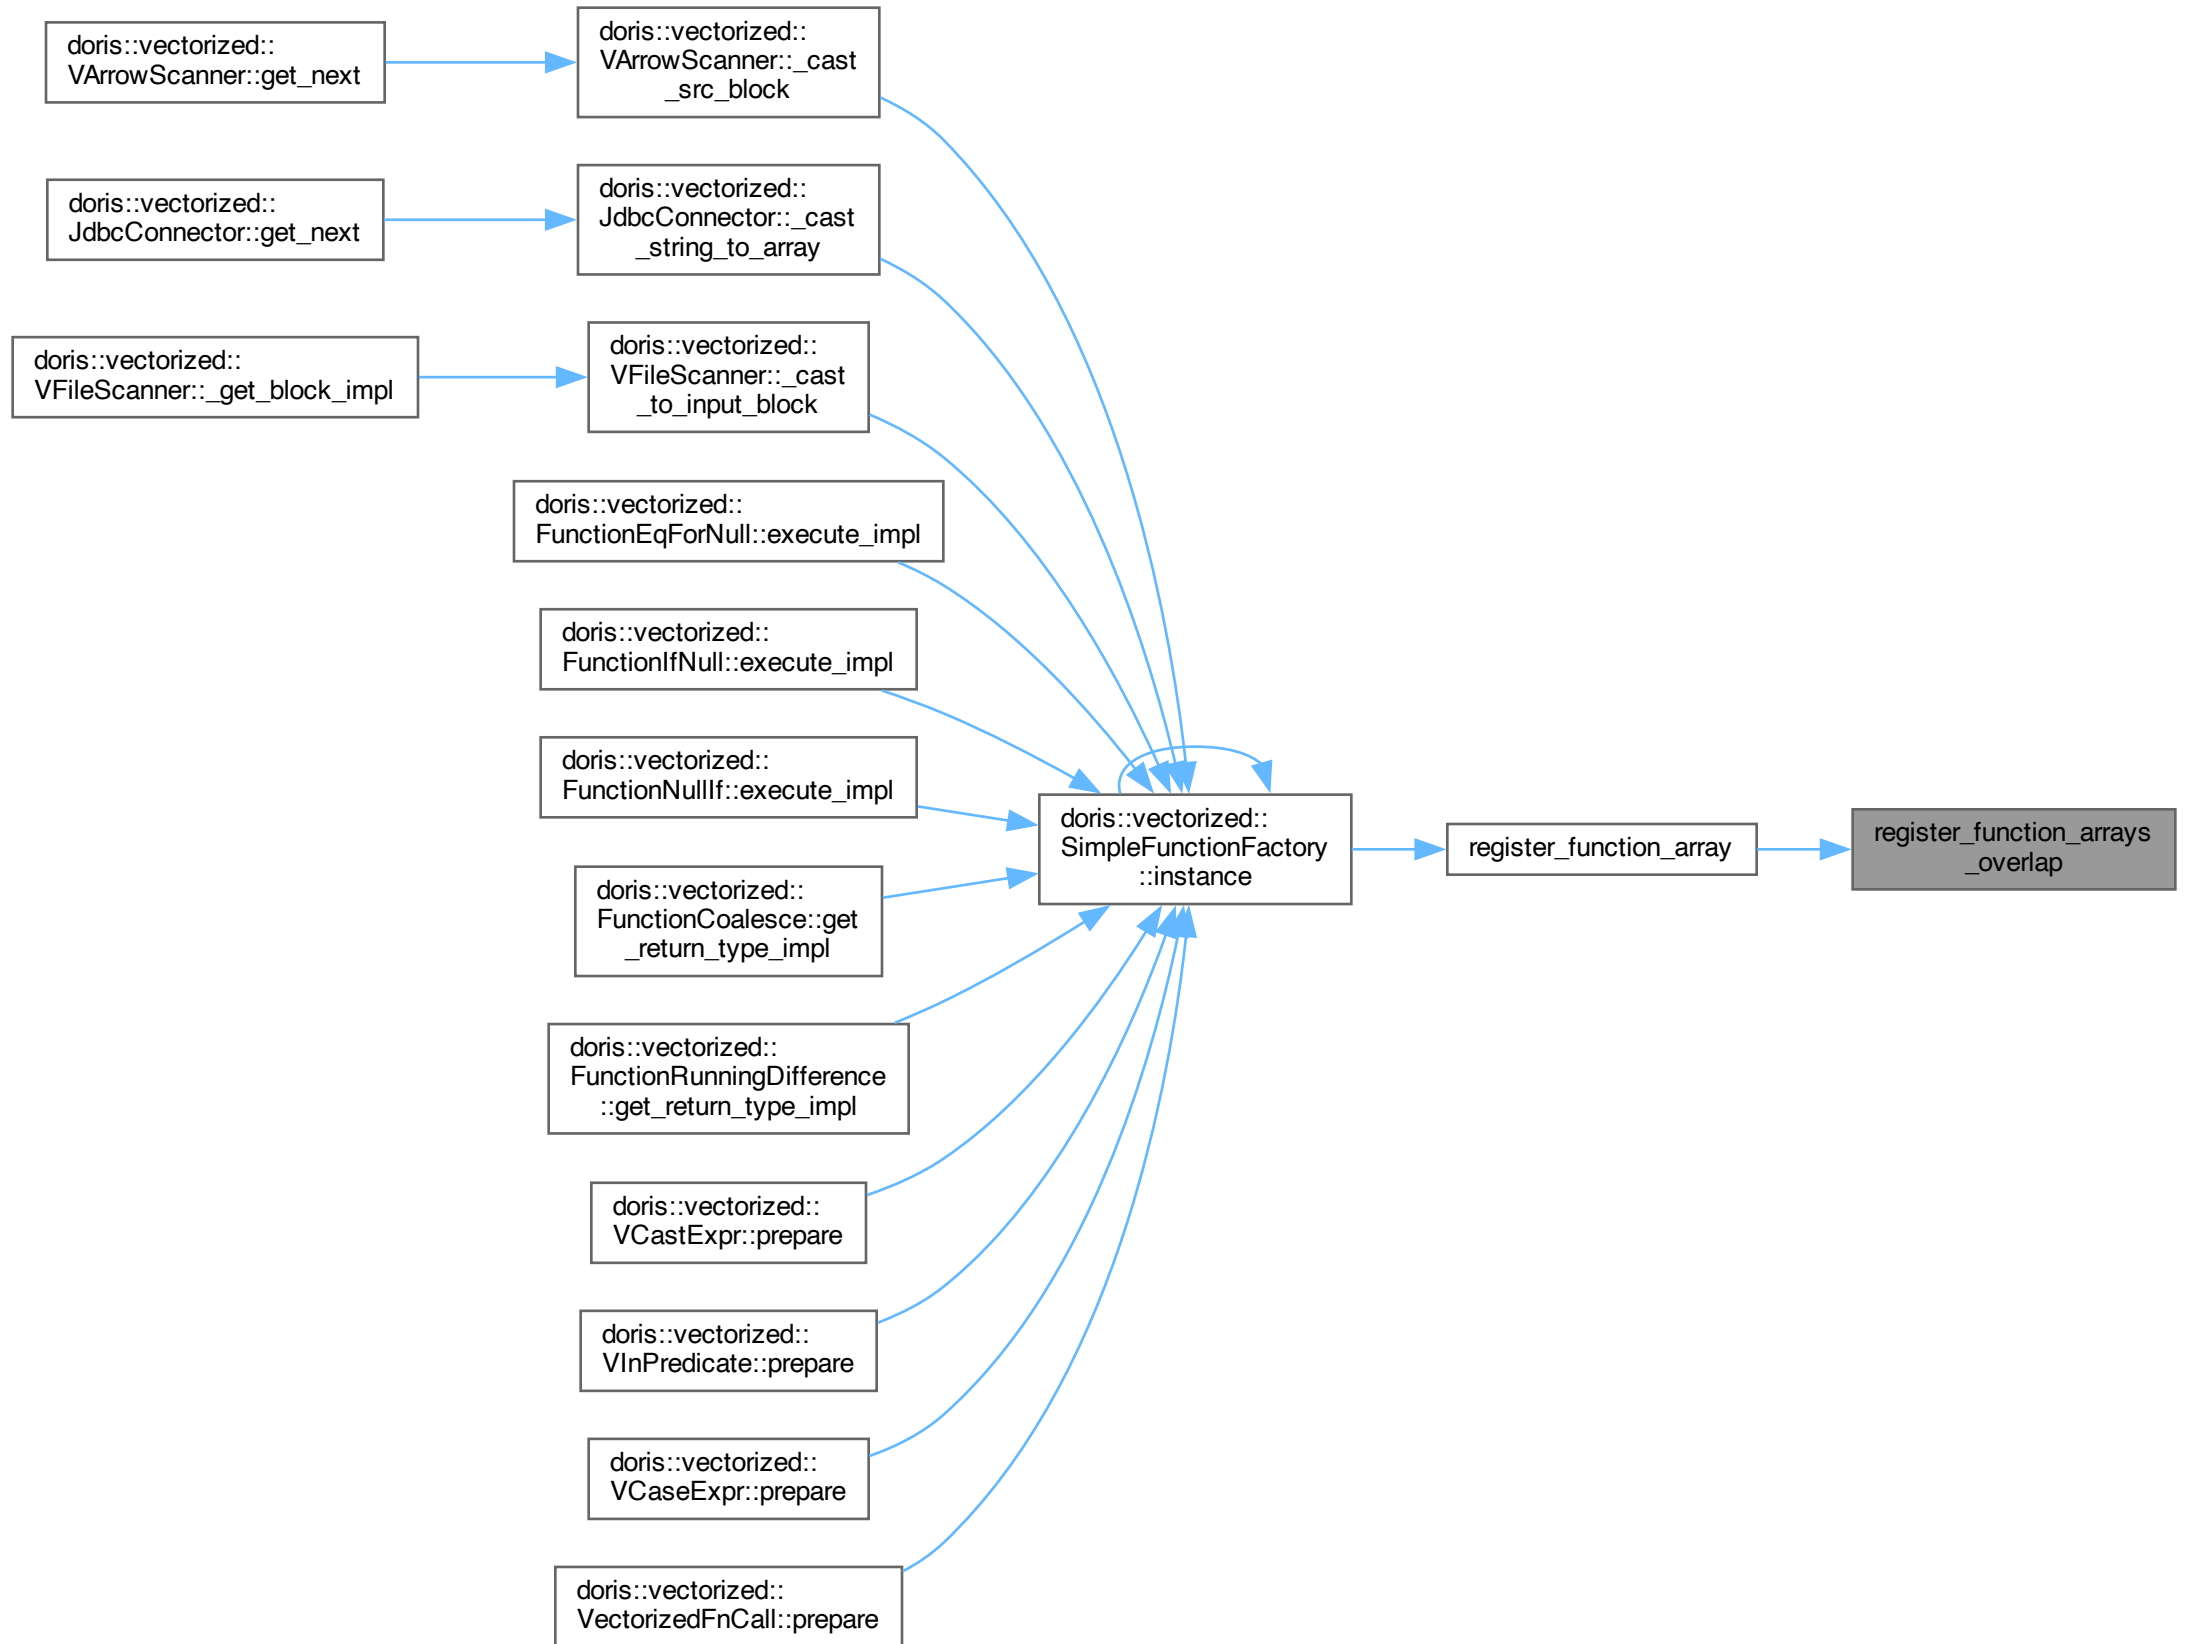 doris::vectorized::
VArrowScanner::get_next
doris::vectorized::
VArrowScanner::_cast
_src_block
doris::vectorized::
JdbcConnector::get_next
doris::vectorized::
JdbcConnector::_cast
_string_to_array
doris::vectorized::
VFileScanner::_get_block_impl
doris::vectorized::
VFileScanner::_cast
_to_input_block
doris::vectorized::
FunctionEqForNull::execute_impl
doris::vectorized::
FunctionIfNull::execute_impl
doris::vectorized::
FunctionNullIf::execute_impl
doris::vectorized::
FunctionCoalesce::get
_return_type_impl
doris::vectorized::
FunctionRunningDifference
::get_return_type_impl
doris::vectorized::
VCastExpr::prepare
doris::vectorized::
VInPredicate::prepare
doris::vectorized::
VCaseExpr::prepare
doris::vectorized::
VectorizedFnCall::prepare
doris::vectorized::
SimpleFunctionFactory
::instance
register_function_array
register_function_arrays
_overlap